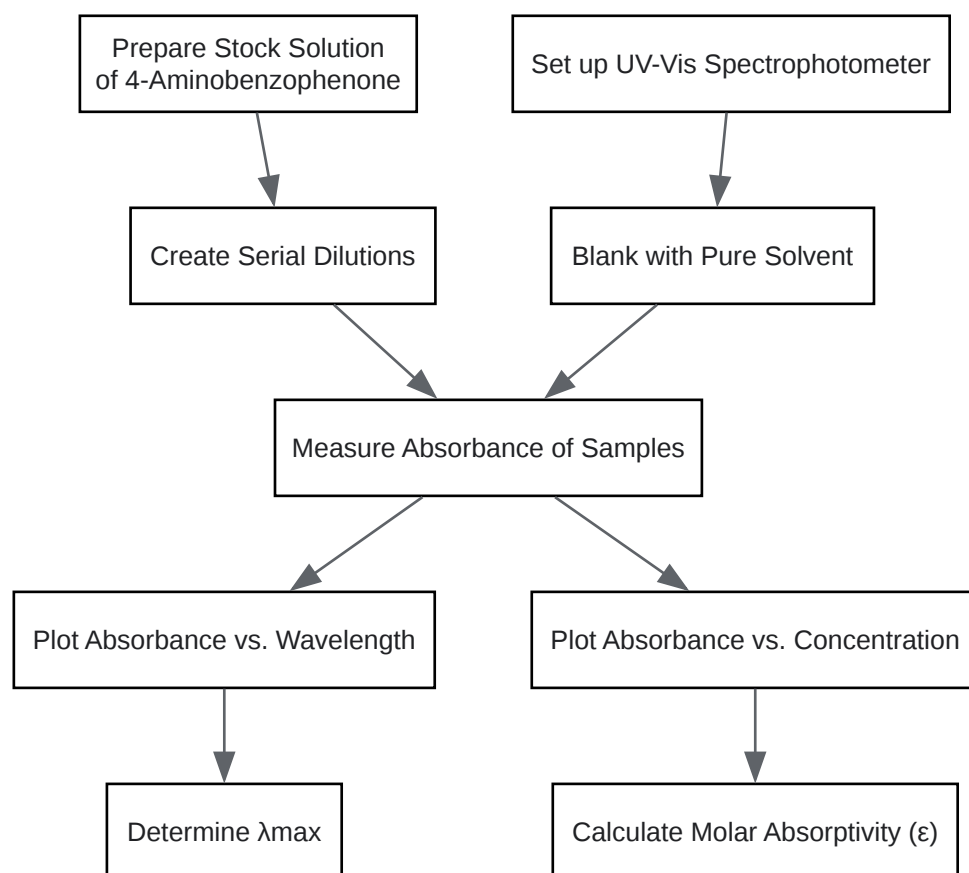 Prepare Stock Solution
of 4-Aminobenzophenone
Set up UV-Vis Spectrophotometer
Create Serial Dilutions
Blank with Pure Solvent
Measure Absorbance of Samples
Plot Absorbance vs. Wavelength
Plot Absorbance vs. Concentration
Determine λmax
Calculate Molar Absorptivity (ε)